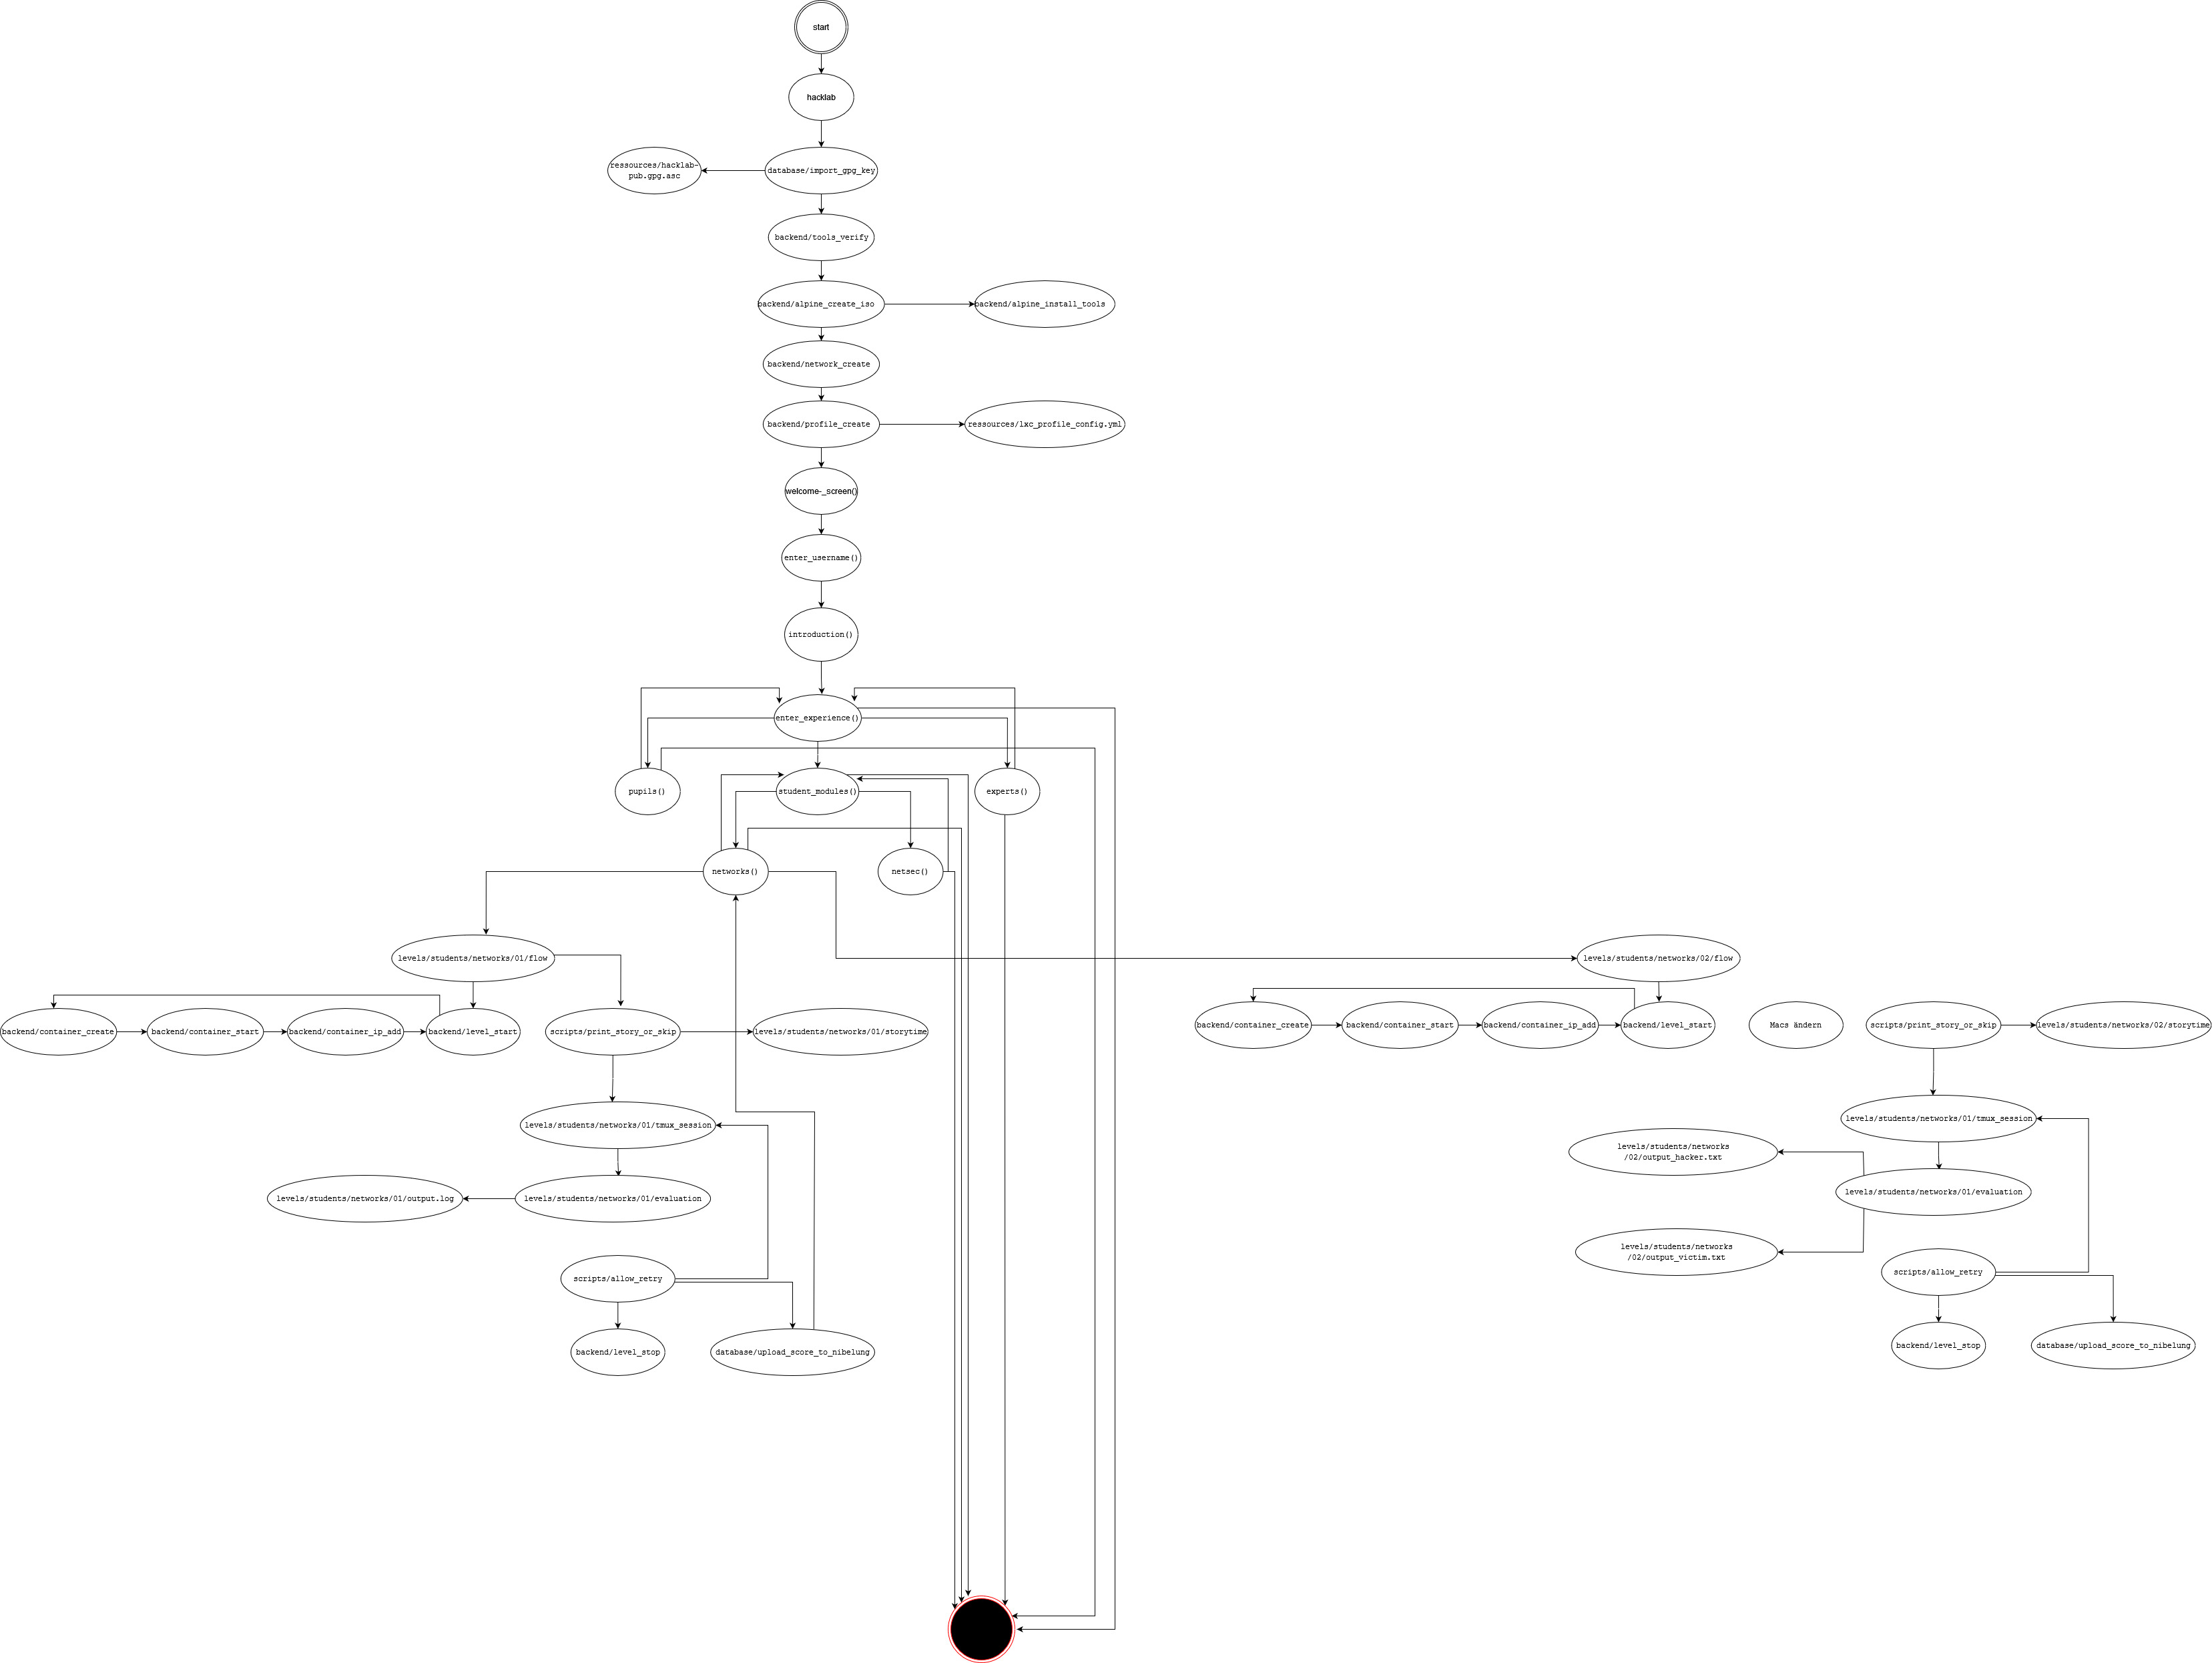 start
hacklab
ressources/hacklab-
pub.gpg.asc
database/import_gpg_key
backend/tools_verify
backend/alpine_create_iso
backend/alpine_install_tools
backend/network_create
backend/profile_create
ressources/lxc_profile_config.yml
welcome-_screen()
enter_username()
introduction()
enter_experience()
pupils()
student_modules()
experts()
networks()
netsec()
levels/students/networks/01/flow
levels/students/networks/02/flow
backend/container_create
backend/container_start
backend/container_ip_add
backend/level_start
scripts/print_story_or_skip
levels/students/networks/01/storytime
backend/container_create
backend/container_start
backend/container_ip_add
backend/level_start
Macs ändern
scripts/print_story_or_skip
levels/students/networks/02/storytime
levels/students/networks/01/tmux_session
levels/students/networks/01/tmux_session
levels/students/networks
/02/output_hacker.txt
levels/students/networks/01/output.log
levels/students/networks/01/evaluation
levels/students/networks/01/evaluation
levels/students/networks
/02/output_victim.txt
scripts/allow_retry
scripts/allow_retry
backend/level_stop
database/upload_score_to_nibelung
backend/level_stop
database/upload_score_to_nibelung